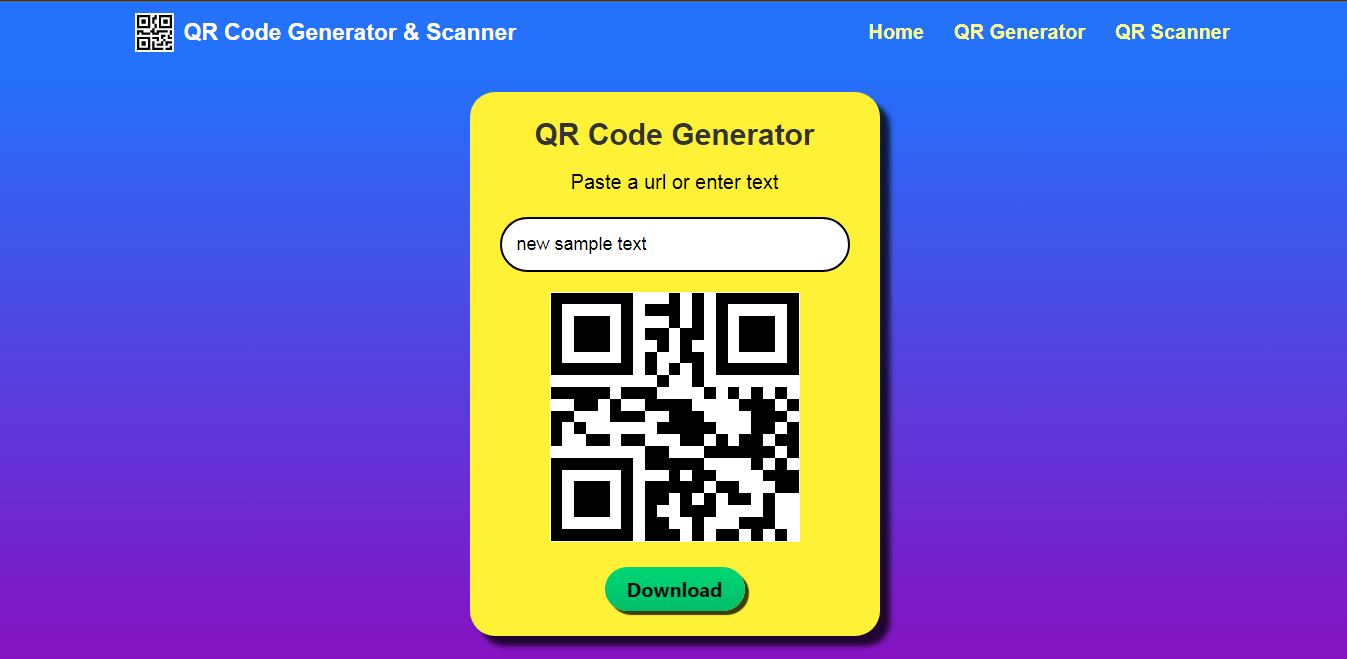 QR Code Generator & Scanner
Home QR Generator QR Scanner
QR Code Generator
Paste a url or enter text
new sample text
Download